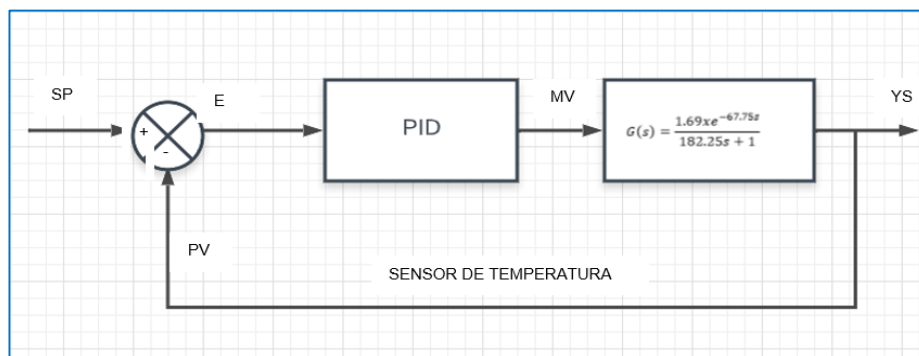 SP
E
MV
YS
+
-
PID
G(s) = 1.69xe^{-67.75s} / 182.25s + 1
PV
SENSOR DE TEMPERATURA